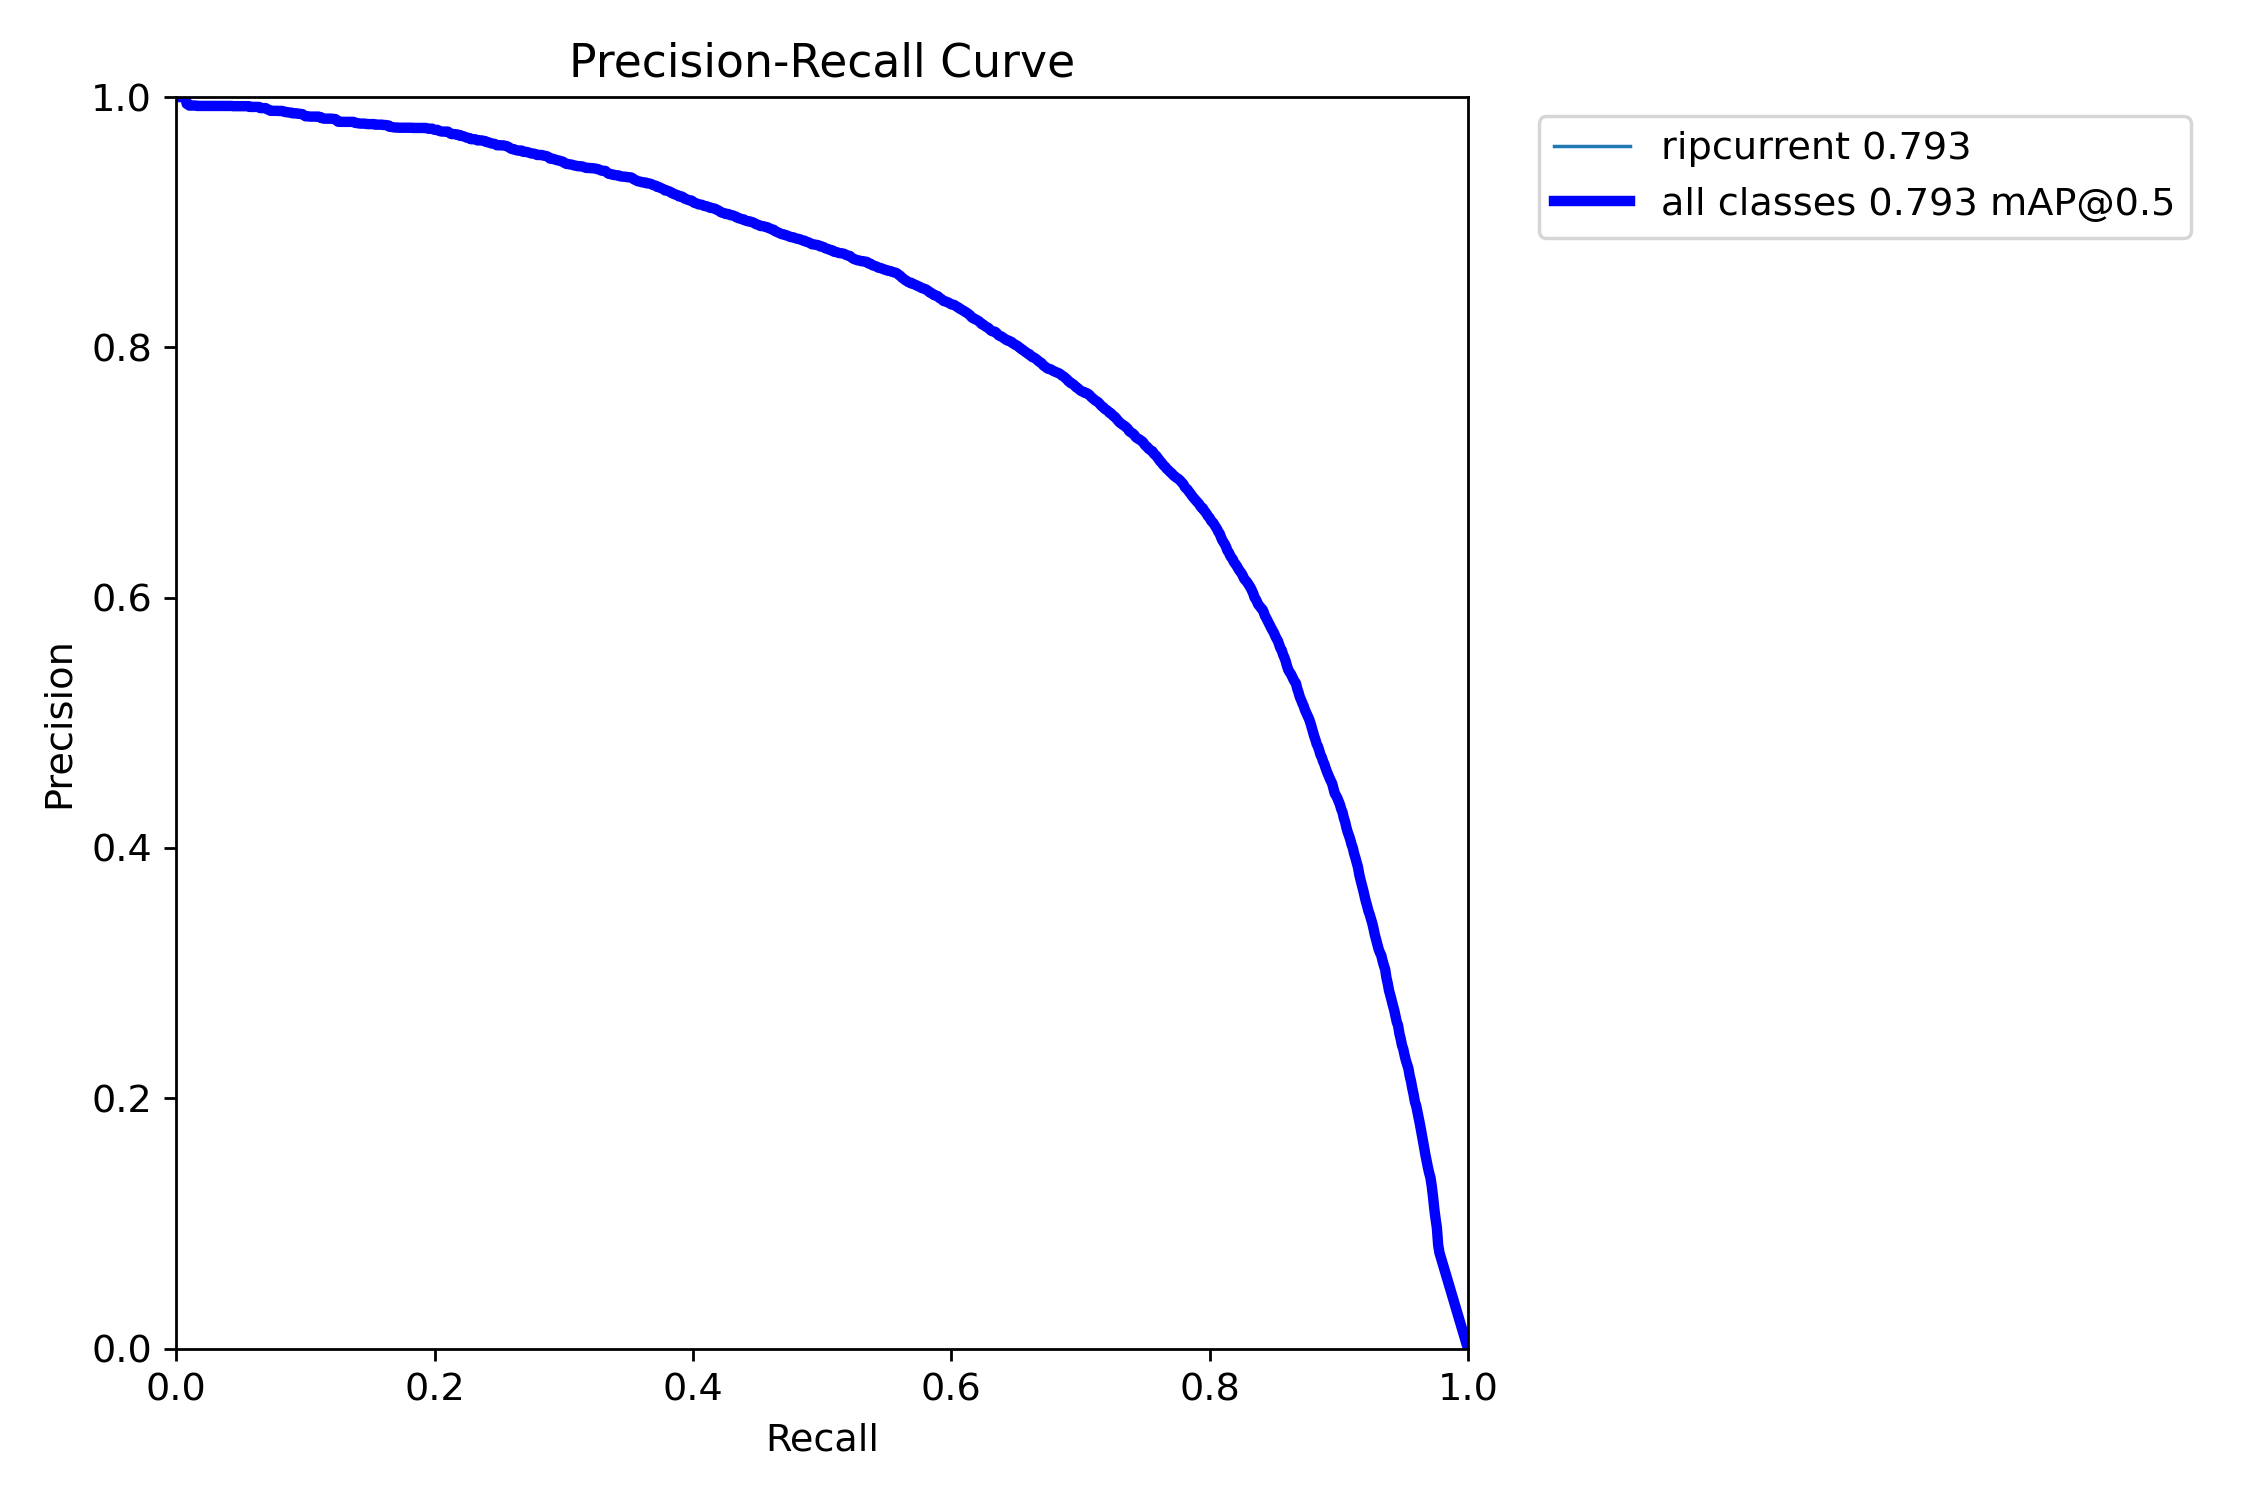 Precision-Recall Curve
ripcurrent 0.793
all classes 0.793 mAP@0.5
1.0
0.8
0.6
0.4
0.2
0.0
Precision
0.0 0.2 0.4 0.6 0.8 1.0
Recall